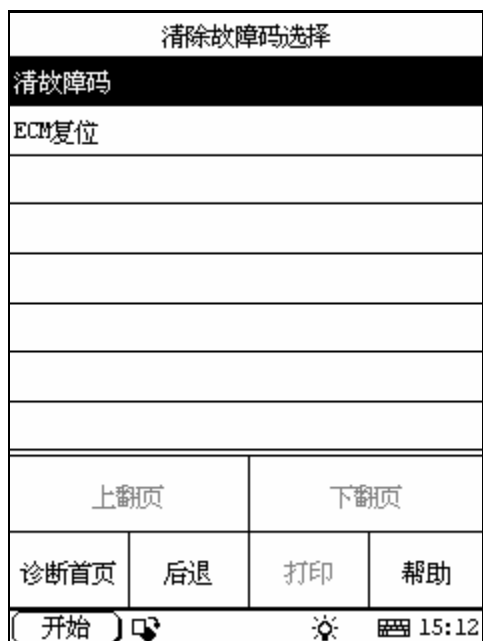 清除故障码选择
清故障码
ECM复位
上翻页 下翻页
诊断首页 后退 打印 帮助
开始 15:12